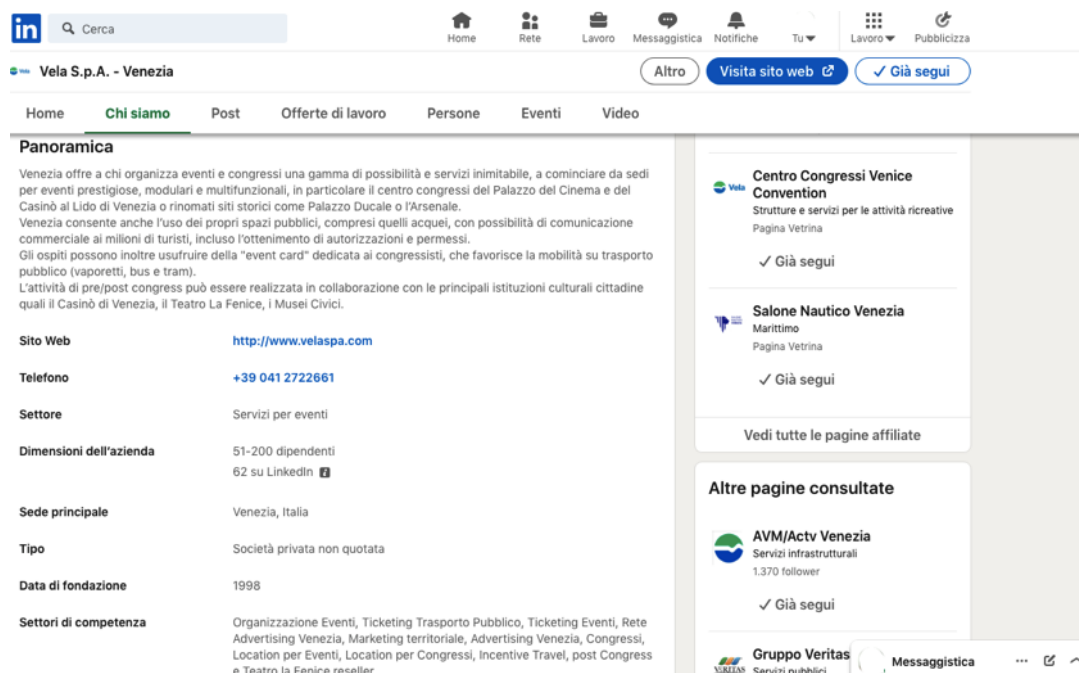 in
Cerca
Home
Rete
Lavoro
Messaggistica
Notifiche
Tu
Lavoro
Pubblicizza
Vela S.p.A. - Venezia
Altro
Visita sito web
Già segui
Home
Chi siamo
Post
Offerte di lavoro
Persone
Eventi
Video
Panoramica
Venezia offre a chi organizza eventi e congressi una gamma di possibilità e servizi inimitabile, a cominciare da sedi
per eventi prestigiose, modulari e multifunzionali, in particolare il centro congressi del Palazzo del Cinema e del
Casinò al Lido di Venezia o rinomati siti storici come Palazzo Ducale o l'Arsenale.
Venezia consente anche l'uso dei propri spazi pubblici, compresi quelli acquei, con possibilità di comunicazione
commerciale ai milioni di turisti, incluso l'ottenimento di autorizzazioni e permessi.
Gli ospiti possono inoltre usufruire della "event card" dedicata ai congressisti, che favorisce la mobilità su trasporto
pubblico (vaporetti, bus e tram).
L'attività di pre/post congress può essere realizzata in collaborazione con le principali istituzioni culturali cittadine
quali il Casinò di Venezia, il Teatro La Fenice, i Musei Civici.
Sito Web
http://www.velaspa.com
Telefono
+39 041 2722661
Settore
Servizi per eventi
Dimensioni dell'azienda
51-200 dipendenti
62 su LinkedIn
Sede principale
Venezia, Italia
Tipo
Società privata non quotata
Data di fondazione
1998
Settori di competenza
Organizzazione Eventi, Ticketing Trasporto Pubblico, Ticketing Eventi, Rete
Advertising Venezia, Marketing territoriale, Advertising Venezia, Congressi,
Location per Eventi, Location per Congressi, Incentive Travel, post Congress
e Teatro la Fenice reseller
Vela
Centro Congressi Venice
Convention
Strutture e servizi per le attività ricreative
Pagina Vetrina
Già segui
Salone Nautico Venezia
Marittimo
Pagina Vetrina
Già segui
Vedi tutte le pagine affiliate
Altre pagine consultate
AVM/Actv Venezia
Servizi infrastrutturali
1.370 follower
Già segui
VERITAS
Gruppo Veritas
Servizi pubblici
Messaggistica